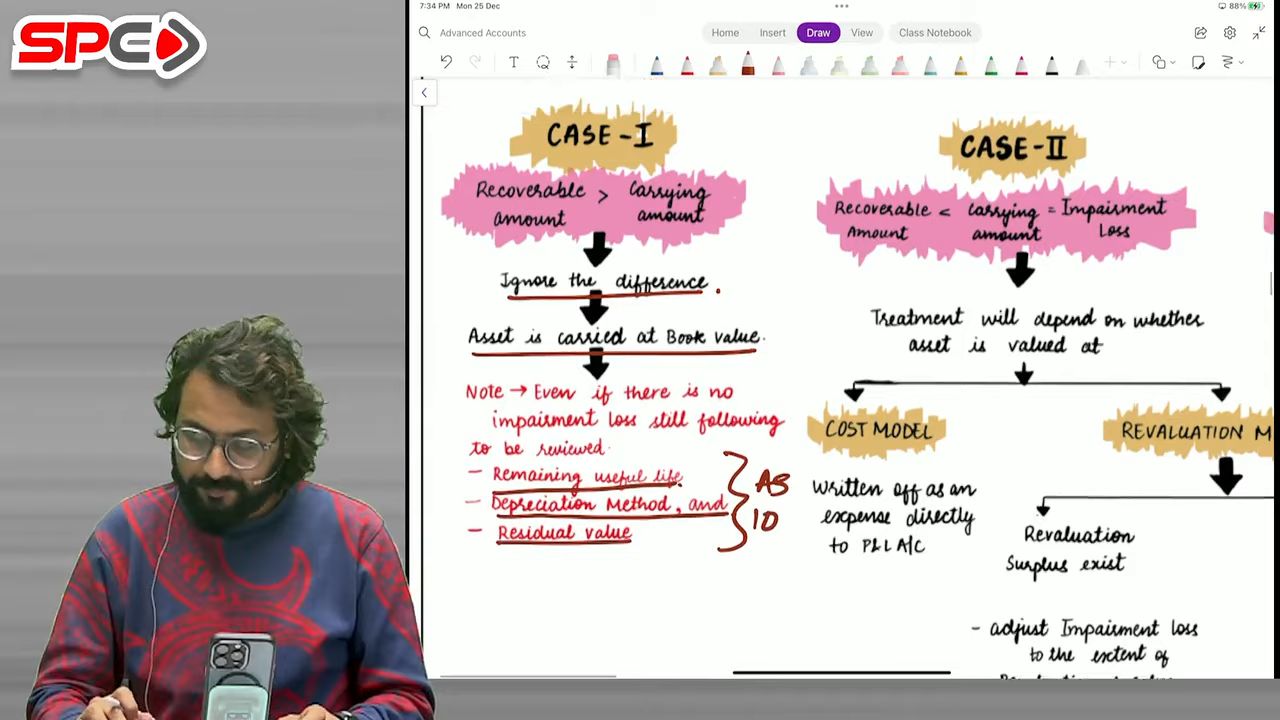 SPC
7:34 PM Mon 25 Dec
88%
Advanced Accounts
Home Insert Draw View Class Notebook
T
CASE-I
Recoverable > Carrying
amount amount
Ignore the difference.
Asset is carried at Book value.
Note → Even if there is no
impairment loss still following
to be reviewed.
- Remaining useful life
- Depreciation Method, and
- Residual value
AS
10
CASE-II
Recoverable < Carrying = Impairment
Amount amount Loss
Treatment will depend on whether
asset is valued at
COST MODEL
Written off as an
expense directly
to P&L A/C
REVALUATION M
Revaluation
Surplus exist
- adjust Impairment loss
to the extent of